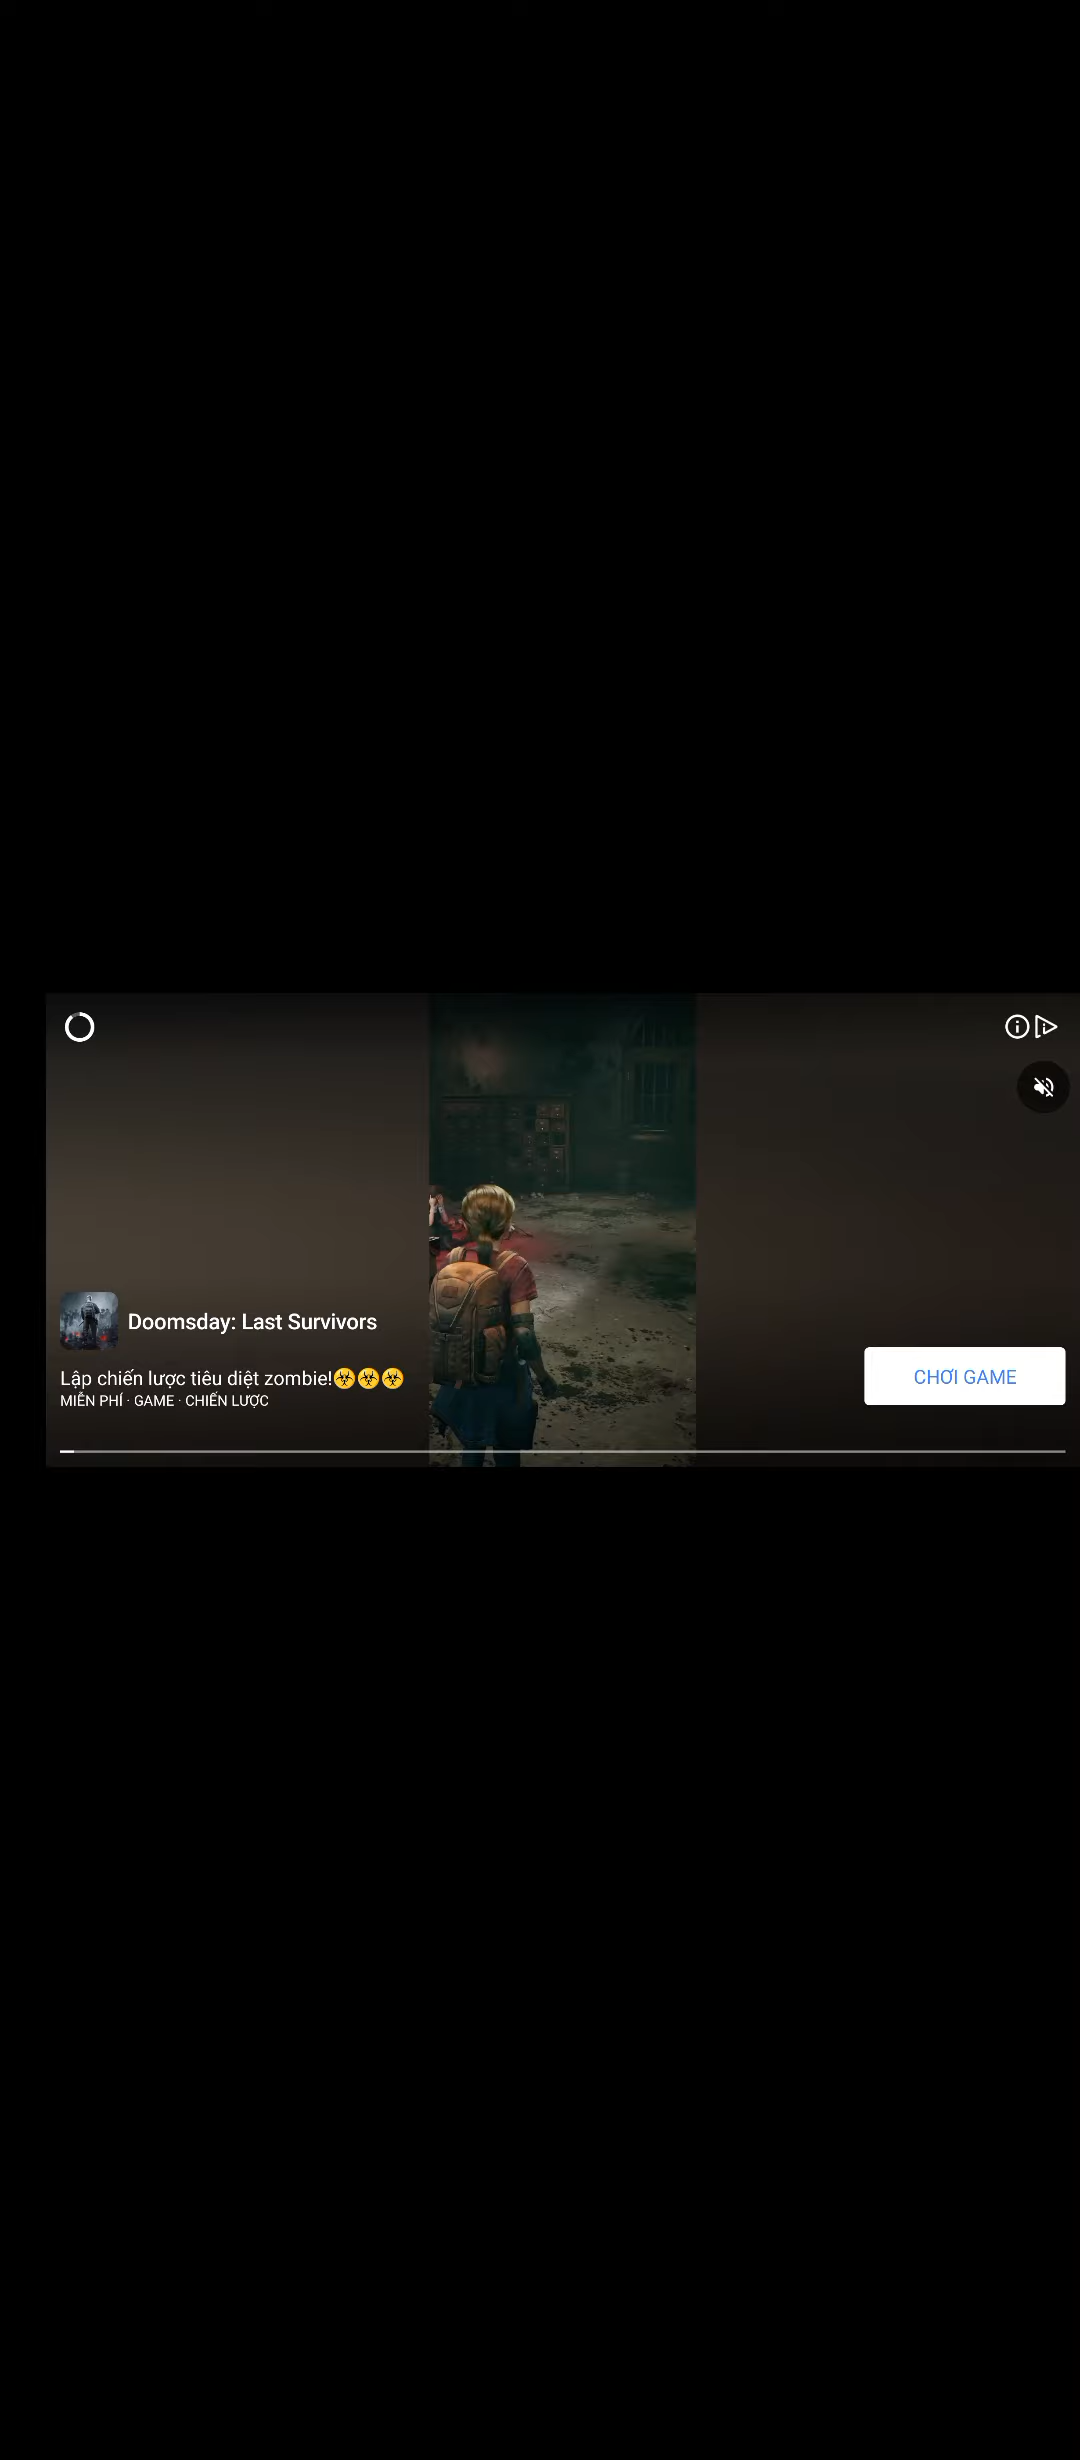 Doomsday: Last Survivors
Lập chiến lược tiêu diệt zombie!☣️☣️☣️
MIỄN PHÍ · GAME · CHIẾN LƯỢC
CHƠI GAME